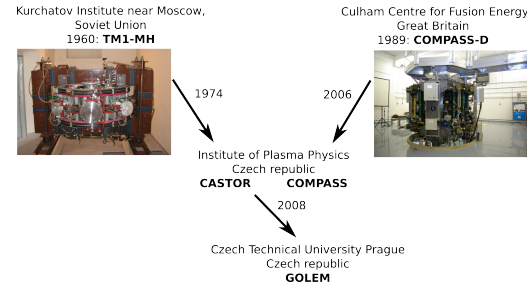 Kurchatov Institute near Moscow,
Soviet Union
1960: TM1-MH
Culham Centre for Fusion Energy
Great Britain
1989: COMPASS-D
1974
2006
Institute of Plasma Physics
Czech republic
CASTOR COMPASS
2008
Czech Technical University Prague
Czech republic
GOLEM